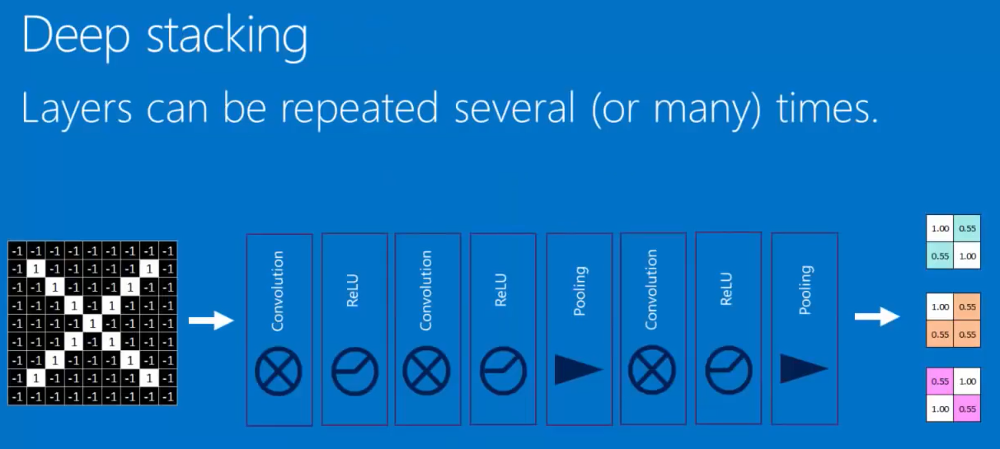 Deep stacking
Layers can be repeated several (or many) times.
-1 -1 -1 -1 -1 -1 -1 -1 -1
-1 1 -1 -1 -1 -1 -1 1 -1
-1 -1 1 -1 -1 -1 1 -1 -1
-1 -1 -1 1 -1 1 -1 -1 -1
-1 -1 -1 -1 1 -1 -1 -1 -1
-1 -1 -1 1 -1 1 -1 -1 -1
-1 -1 1 -1 -1 -1 1 -1 -1
-1 1 -1 -1 -1 -1 -1 1 -1
-1 -1 -1 -1 -1 -1 -1 -1 -1
Convolution
ReLU
Convolution
ReLU
Pooling
Convolution
ReLU
Pooling
1.00 0.55
0.55 1.00
1.00 0.55
0.55 0.55
0.55 1.00
1.00 0.55